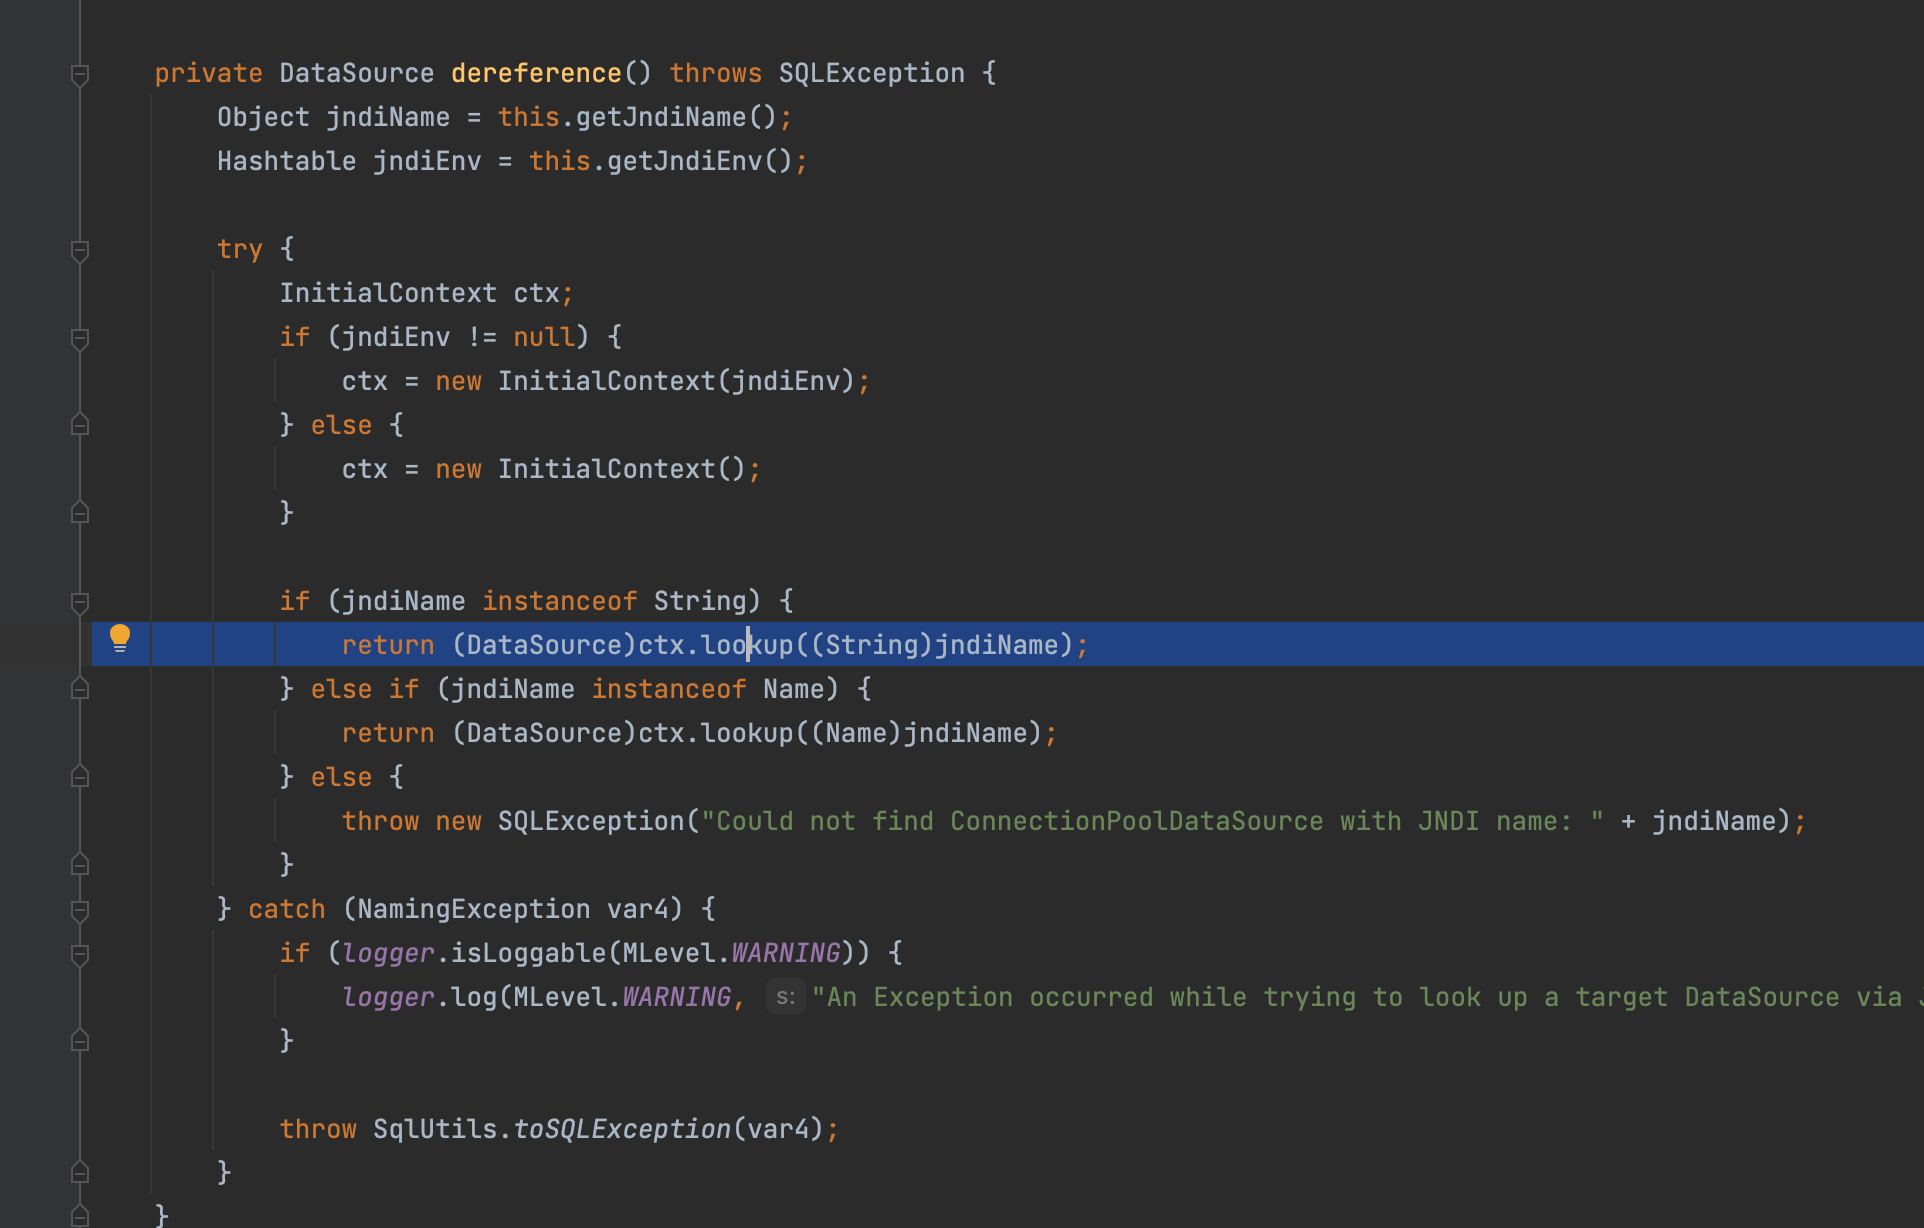 private DataSource dereference() throws SQLException {
Object jndiName = this.getJndiName();
Hashtable jndiEnv = this.getJndiEnv();
try {
InitialContext ctx;
if (jndiEnv != null) {
ctx = new InitialContext(jndiEnv);
} else {
ctx = new InitialContext();
}
if (jndiName instanceof String) {
return (DataSource)ctx.lookup((String)jndiName);
} else if (jndiName instanceof Name) {
return (DataSource)ctx.lookup((Name)jndiName);
} else {
throw new SQLException("Could not find ConnectionPoolDataSource with JNDI name: " + jndiName);
}
} catch (NamingException var4) {
if (logger.isLoggable(MLevel.WARNING)) {
logger.log(MLevel.WARNING, s: "An Exception occurred while trying to look up a target DataSource via
}
throw SqlUtils.toSQLException(var4);
}
}